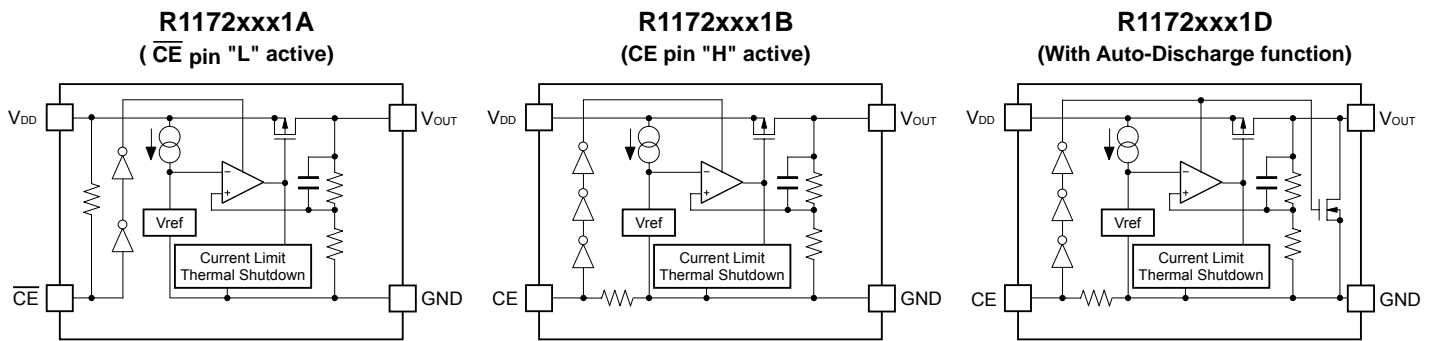 R1172xxx1A
( CE pin "L" active)
VDD
VOUT
−
+
Vref
Current Limit
Thermal Shutdown
CE
GND
R1172xxx1B
(CE pin "H" active)
VDD
VOUT
−
+
Vref
Current Limit
Thermal Shutdown
CE
GND
R1172xxx1D
(With Auto-Discharge function)
VDD
VOUT
−
+
Vref
Current Limit
Thermal Shutdown
CE
GND